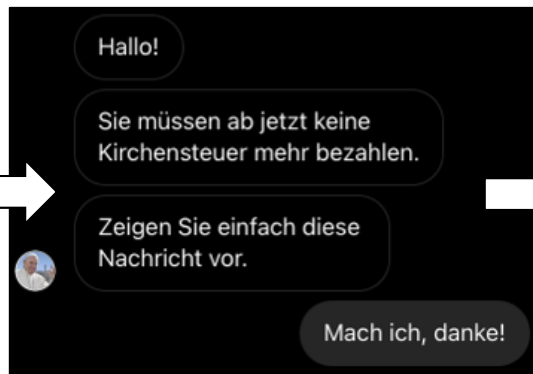 Hallo!
Sie müssen ab jetzt keine
Kirchensteuer mehr bezahlen.
Zeigen Sie einfach diese
Nachricht vor.
Mach ich, danke!